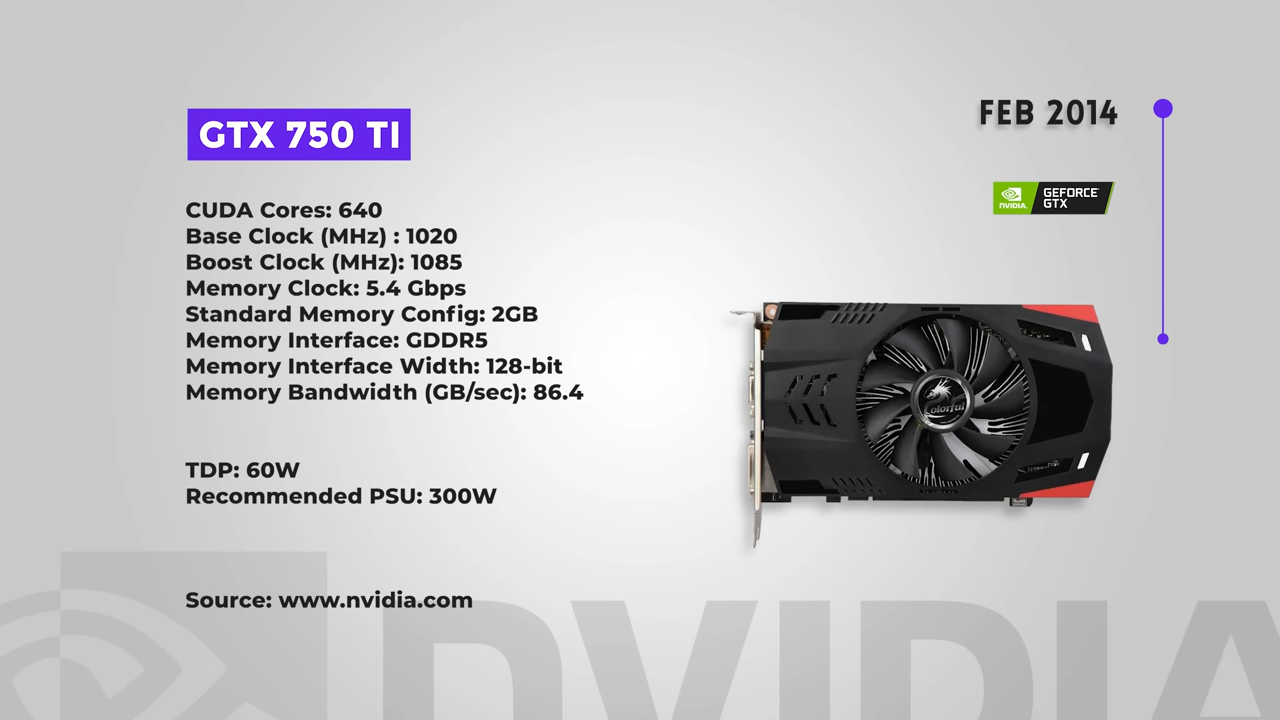 GTX 750 TI
FEB 2014
NVIDIA.
GEFORCE
GTX
CUDA Cores: 640
Base Clock (MHz) : 1020
Boost Clock (MHz): 1085
Memory Clock: 5.4 Gbps
Standard Memory Config: 2GB
Memory Interface: GDDR5
Memory Interface Width: 128-bit
Memory Bandwidth (GB/sec): 86.4
Colorful
TDP: 60W
Recommended PSU: 300W
Source: www.nvidia.com
NVIDIA